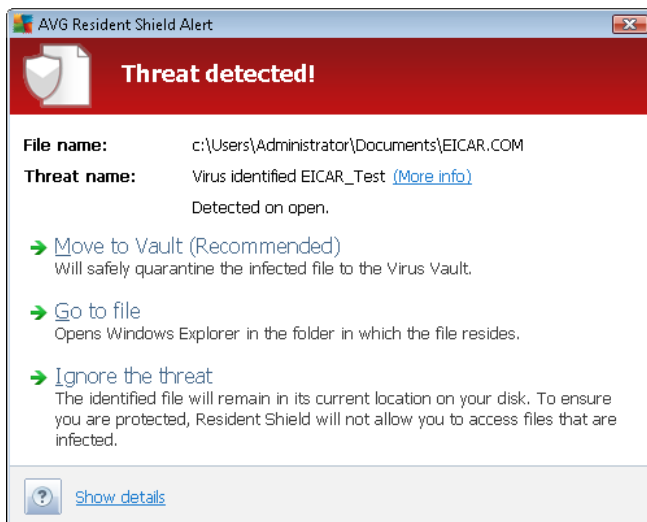 AVG Resident Shield Alert
Threat detected!
File name: c:\Users\Administrator\Documents\EICAR.COM
Threat name: Virus identified EICAR_Test (More info)
Detected on open.
Move to Vault (Recommended)
Will safely quarantine the infected file to the Virus Vault.
Go to file
Opens Windows Explorer in the folder in which the file resides.
Ignore the threat
The identified file will remain in its current location on your disk. To ensure
you are protected, Resident Shield will not allow you to access files that are
infected.
? Show details